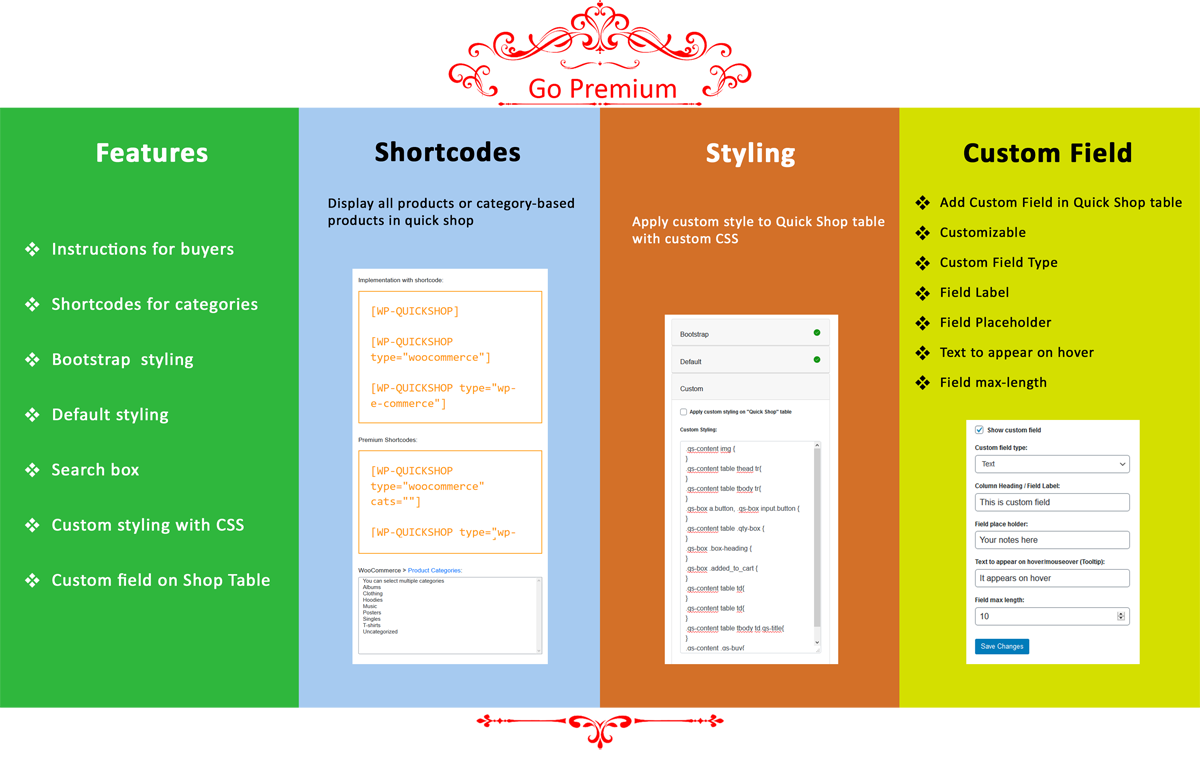 Go Premium
Features
Instructions for buyers
Shortcodes for categories
Bootstrap  styling
Default styling
Search box
Custom styling with CSS
Custom field on Shop Table
Shortcodes
Display all products or category-based
products in quick shop
Implementation with shortcode:
[WP-QUICKSHOP]
[WP-QUICKSHOP
type="woocommerce"]
[WP-QUICKSHOP type="wp-
e-commerce"]
Premium Shortcodes:
[WP-QUICKSHOP
type="woocommerce"
cats=""]
[WP-QUICKSHOP type="wp-
WooCommerce > Product Categories:
You can select multiple categories
Albums
Clothing
Hoodies
Music
Posters
Singles
T-shirts
Uncategorized
Styling
Apply custom style to Quick Shop table
with custom CSS
Bootstrap
Default
Custom
Apply custom styling on "Quick Shop" table
Custom Styling:
.qs-content img {
}
.qs-content table thead tr{
}
.qs-content table tbody tr{
}
.qs-box a.button, .qs-box input.button {
}
.qs-content table .qty-box {
}
.qs-box .box-heading {
}
.qs-box .added_to_cart {
}
.qs-content table td{
}
.qs-content table td{
}
.qs-content table tbody td.qs-title{
}
.qs-content .qs-buy{
Custom Field
Add Custom Field in Quick Shop table
Customizable
Custom Field Type
Field Label
Field Placeholder
Text to appear on hover
Field max-length
Show custom field
Custom field type:
Text
Column Heading / Field Label:
This is custom field
Field place holder:
Your notes here
Text to appear on hover/mouseover (Tooltip):
It appears on hover
Field max length:
10
Save Changes